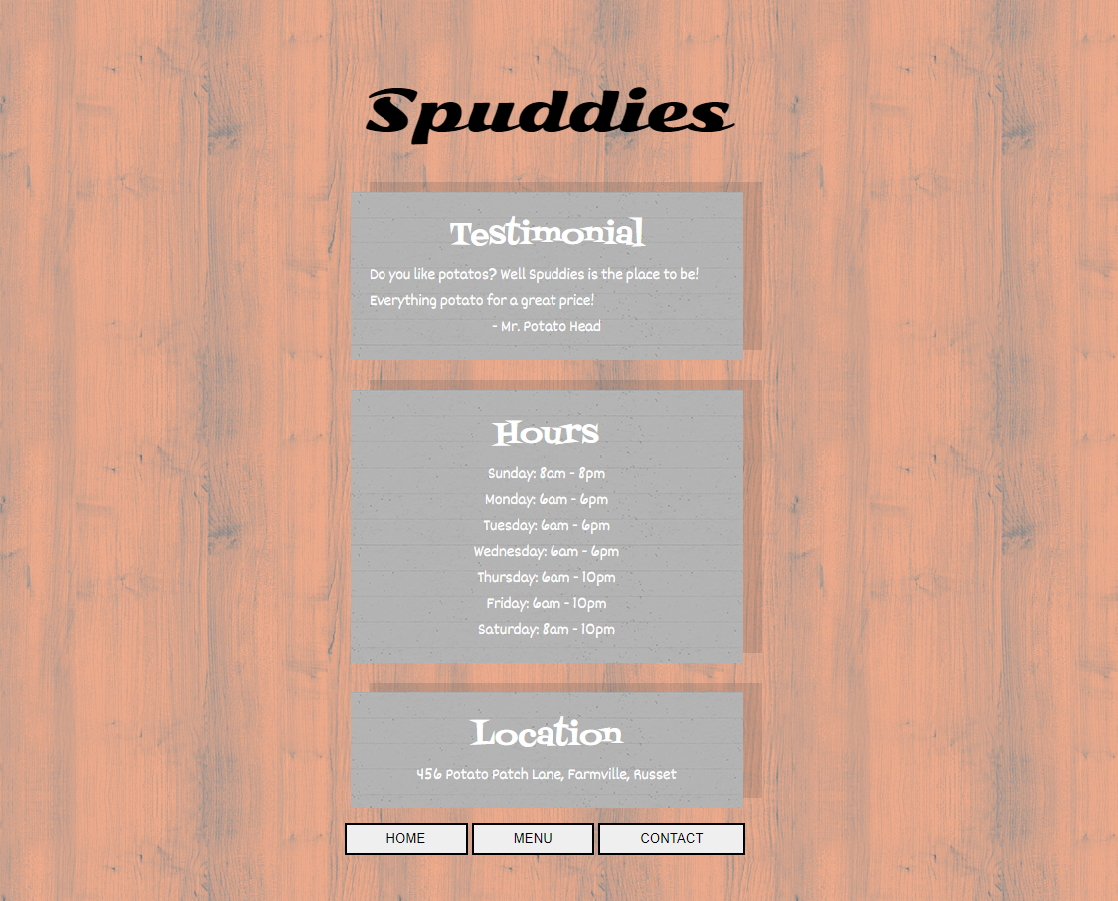 Spuddies
Testimonial
Do you like potatos? Well Spuddies is the place to be!
Everything potato for a great price!
- Mr. Potato Head
Hours
Sunday: 8am - 8pm
Monday: 6am - 6pm
Tuesday: 6am - 6pm
Wednesday: 6am - 6pm
Thursday: 6am - 10pm
Friday: 6am - 10pm
Saturday: 8am - 10pm
Location
456 Potato Patch Lane, Farmville, Russet
HOME MENU CONTACT